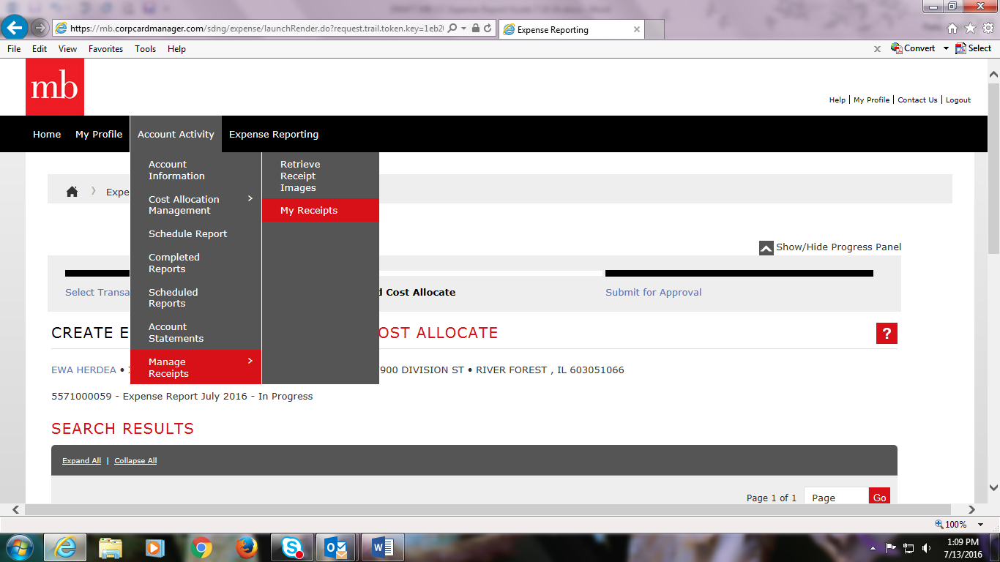 https://mb.corpcardmanager.com/sdng/expense/launchRender.do?request.trail.token.key=1eb2
Expense Reporting
File Edit View Favorites Tools Help
Convert Select
mb
Help | My Profile | Contact Us | Logout
Home My Profile Account Activity Expense Reporting
Account
Information
Cost Allocation
Management
Schedule Report
Completed
Reports
Scheduled
Reports
Account
Statements
Manage
Receipts
Retrieve
Receipt
Images
My Receipts
Expe
Show/Hide Progress Panel
Select Transa
d Cost Allocate
Submit for Approval
CREATE E OST ALLOCATE ?
EWA HERDEA • 900 DIVISION ST • RIVER FOREST , IL 603051066
5571000059 - Expense Report July 2016 - In Progress
SEARCH RESULTS
Expand All | Collapse All
Page 1 of 1 Page Go
100%
1:09 PM
7/13/2016